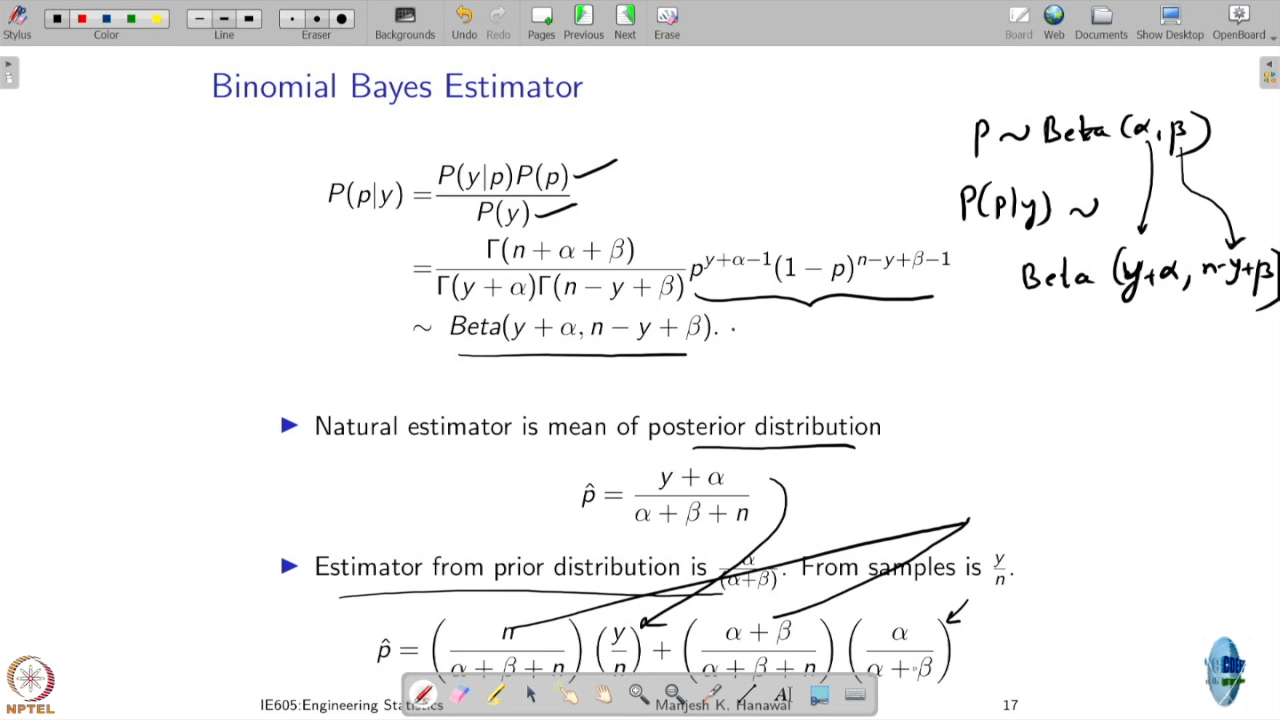 Stylus Color Line Eraser Backgrounds Undo Redo Pages Previous Next Erase Board Web Documents Show Desktop OpenBoard
Binomial Bayes Estimator
P(p|y) = P(y|p)P(p) / P(y)
= Γ(n + α + β) / Γ(y + α)Γ(n − y + β) p^{y+α−1}(1 − p)^{n−y+β−1}
∼ Beta(y + α, n − y + β).
p ~ Beta (α, β)
P(p|y) ~
Beta (y+α, n-y+β)
▶ Natural estimator is mean of posterior distribution
p̂ = (y + α) / (α + β + n)
▶ Estimator from prior distribution is α/(α+β). From samples is y/n.
p̂ = (n / (α + β + n)) (y/n) + ((α + β) / (α + β + n)) (α / (α + β))
NPTEL
IE605:Engineering Statistics Manjesh K. Hanawal 17